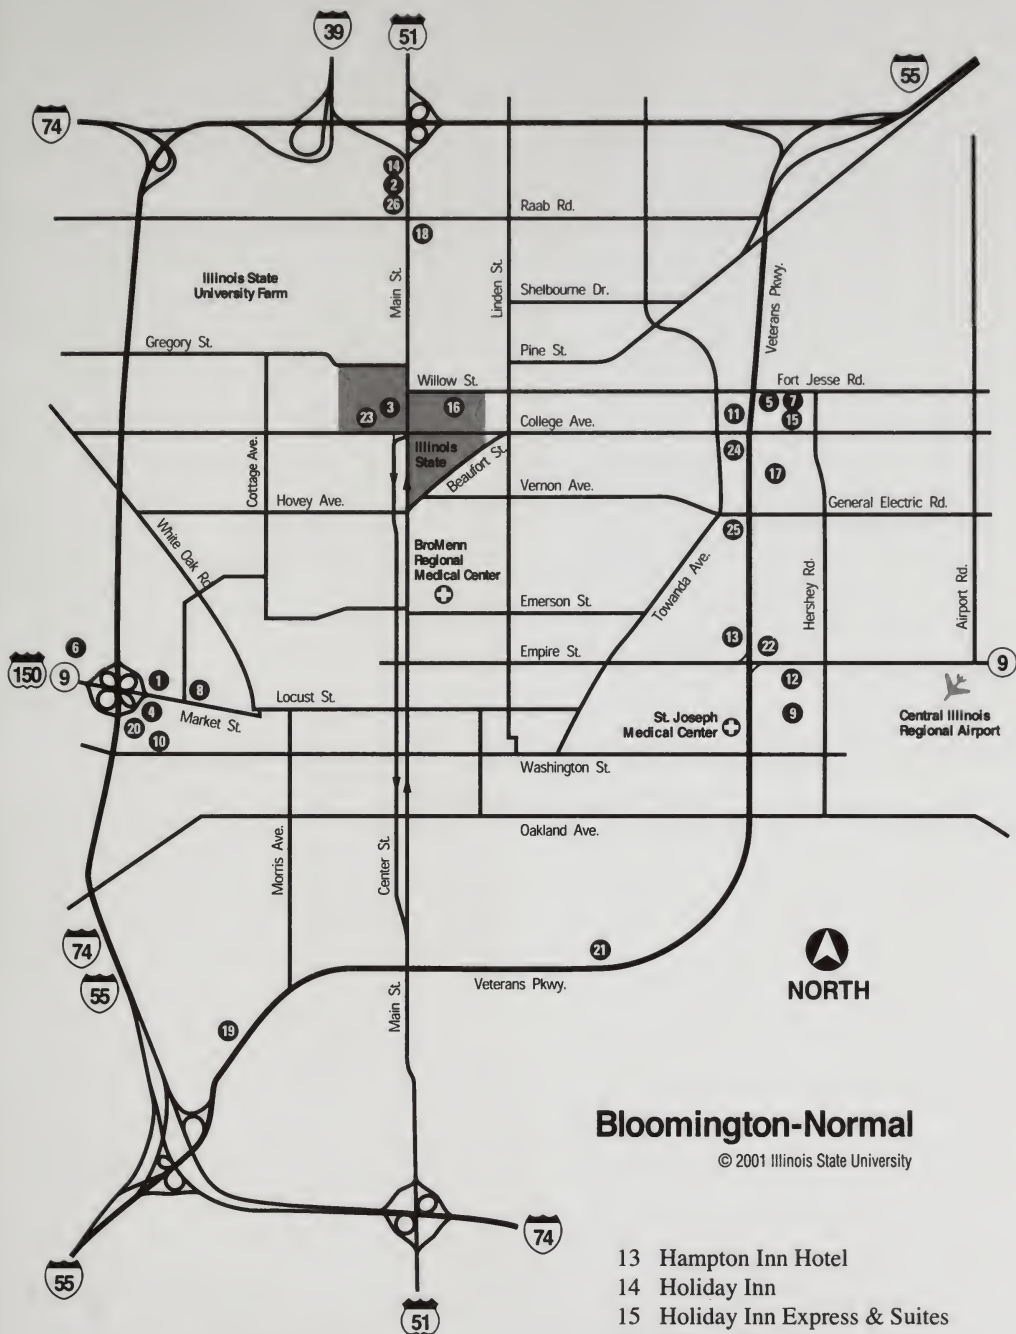 39
51
55
74
14
2
26
Raab Rd.
18
Illinois State
University Farm
Main St.
Linden St.
Shelbourne Dr.
Veterans Pkwy.
Gregory St.
Pine St.
Willow St.
Fort Jesse Rd.
23
3
16
11
5
7
15
College Ave.
Illinois
State
Beaufort St.
24
Cottage Ave.
17
Vernon Ave.
Hovey Ave.
General Electric Rd.
White Oak Rd.
25
BroMenn
Regional
Medical Center
Towanda Ave.
Hershey Rd.
Airport Rd.
Emerson St.
6
13
22
Empire St.
150
9
9
1
8
12
Locust St.
4
Market St.
9
St. Joseph
Medical Center
Central Illinois
Regional Airport
20
10
Washington St.
Oakland Ave.
Morris Ave.
Center St.
74
55
21
NORTH
Veterans Pkwy.
Main St.
19
Bloomington-Normal
© 2001 Illinois State University
74
55
51
13 Hampton Inn Hotel
14 Holiday Inn
15 Holiday Inn Express & Suites